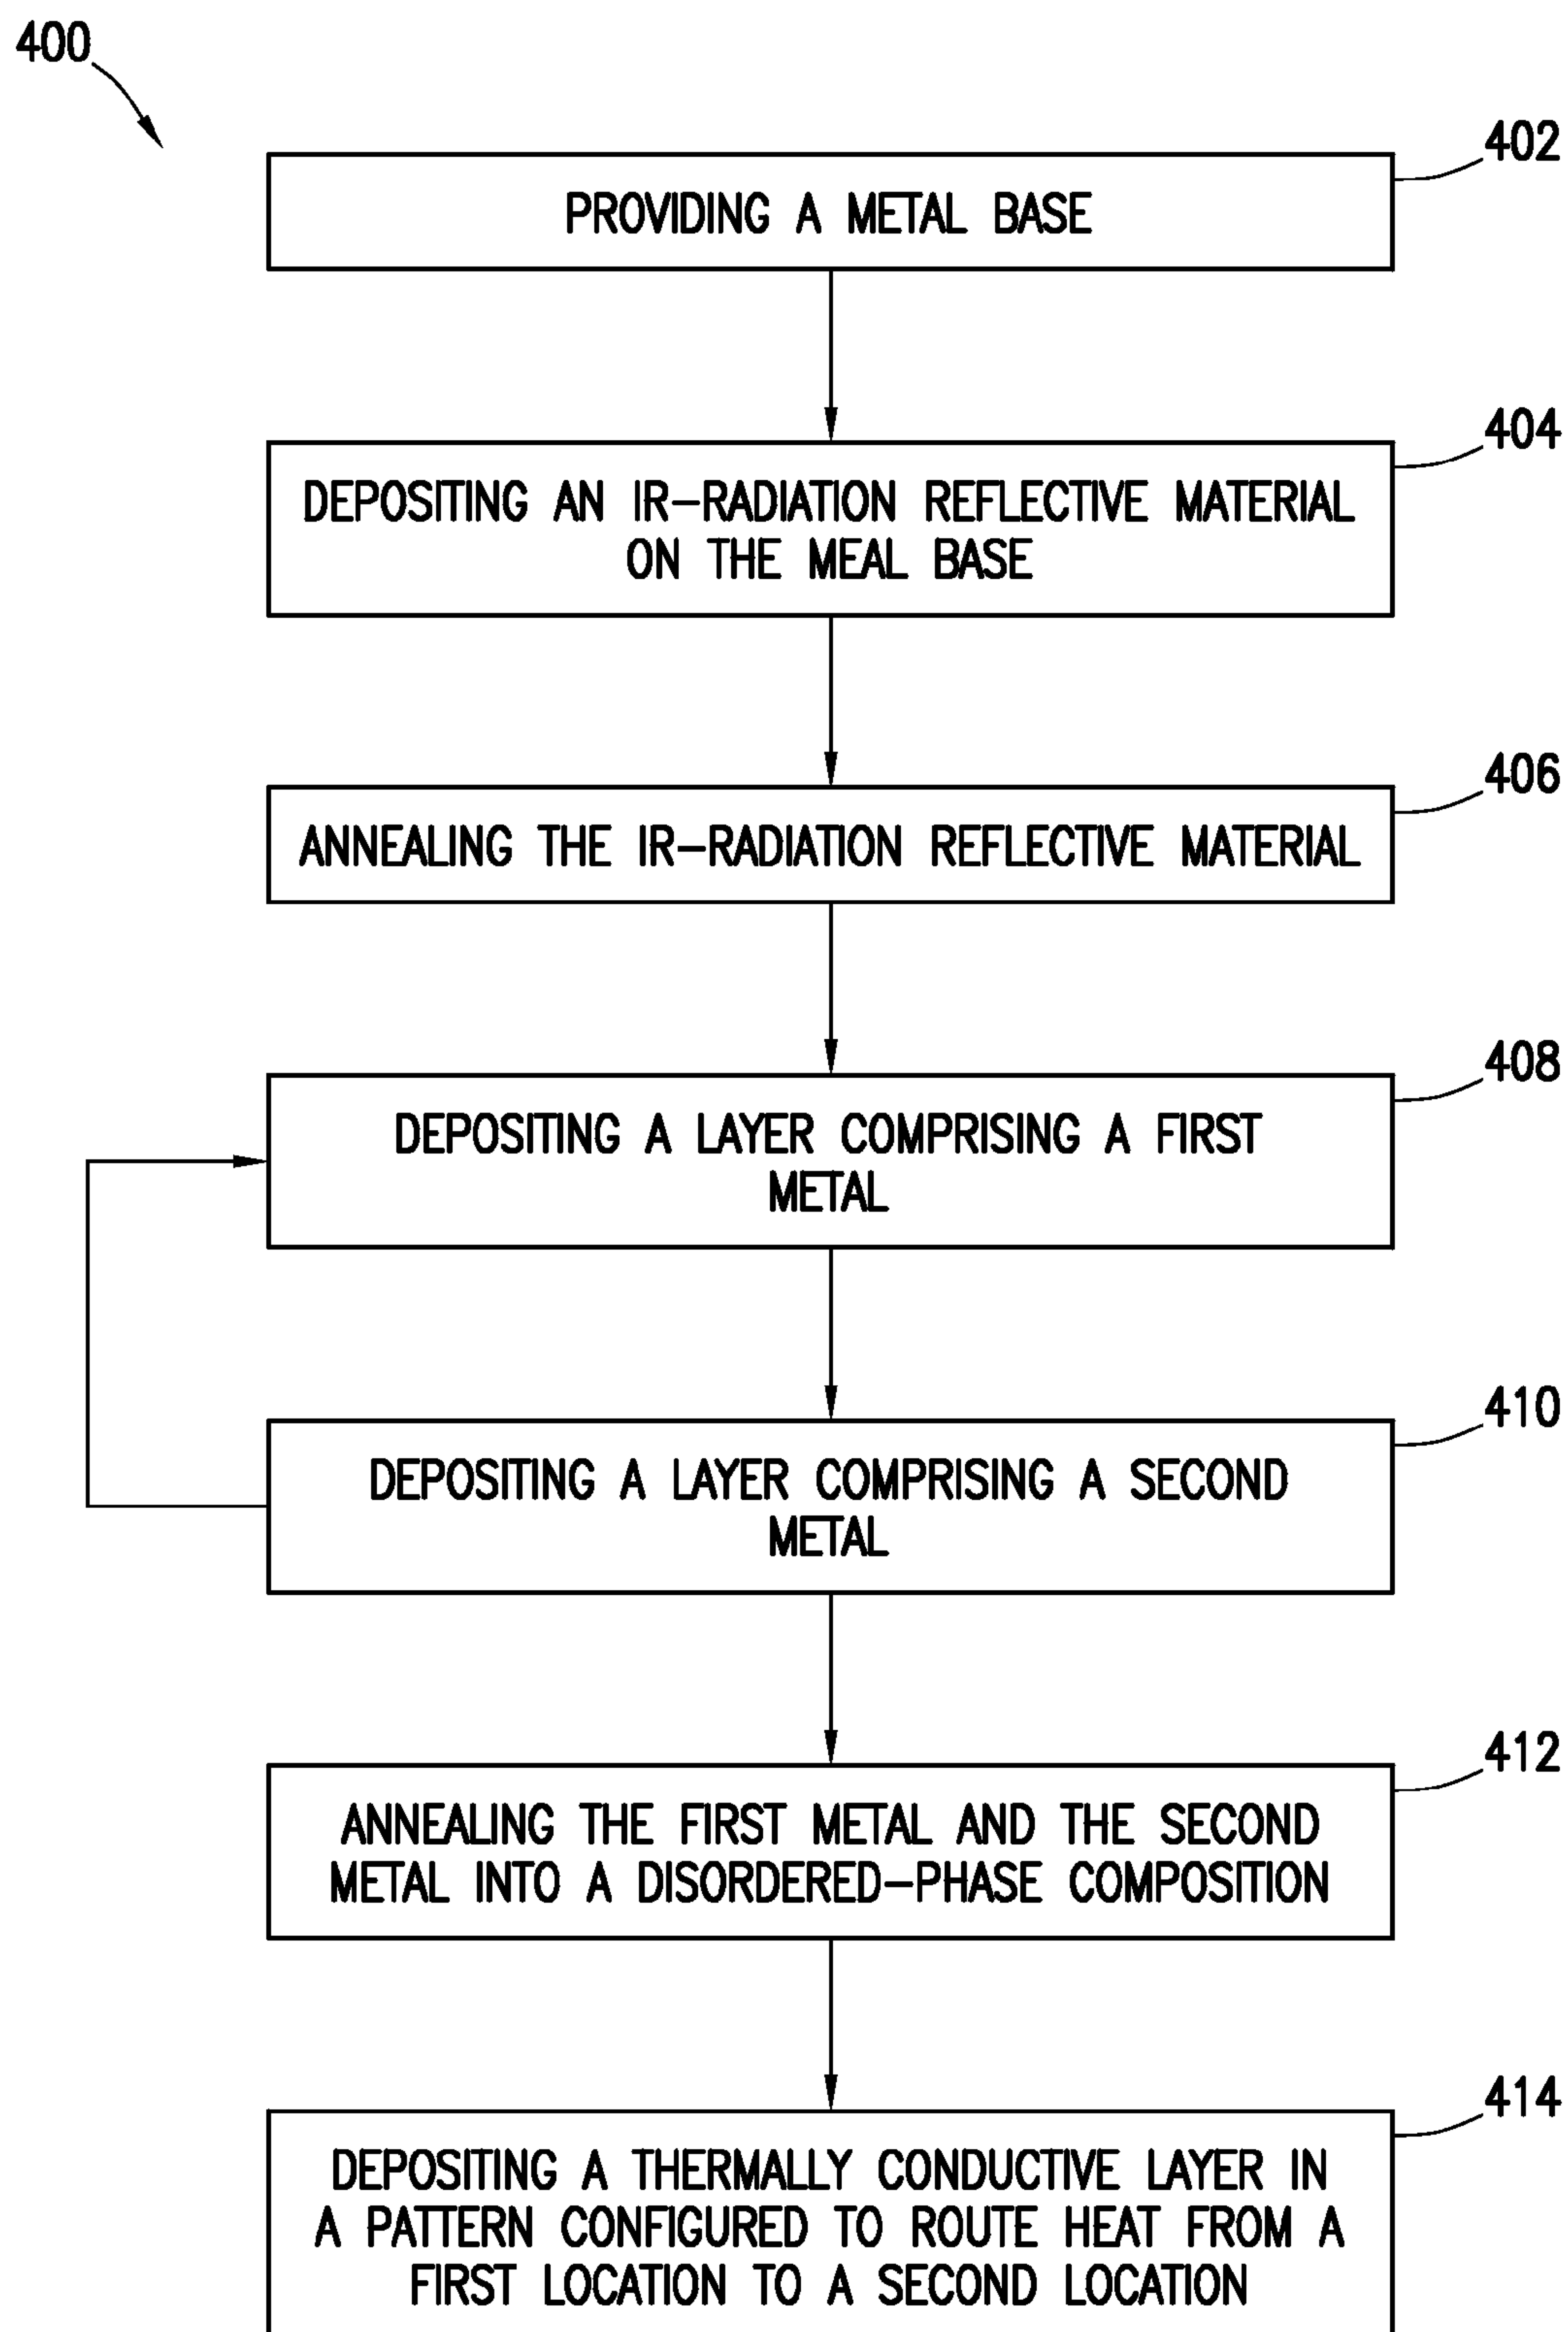 400
402
PROVIDING A METAL BASE
404
DEPOSITING AN IR-RADIATION REFLECTIVE MATERIAL
ON THE MEAL BASE
406
ANNEALING THE IR-RADIATION REFLECTIVE MATERIAL
408
DEPOSITING A LAYER COMPRISING A FIRST
METAL
410
DEPOSITING A LAYER COMPRISING A SECOND
METAL
412
ANNEALING THE FIRST METAL AND THE SECOND
METAL INTO A DISORDERED-PHASE COMPOSITION
414
DEPOSITING A THERMALLY CONDUCTIVE LAYER IN
A PATTERN CONFIGURED TO ROUTE HEAT FROM A
FIRST LOCATION TO A SECOND LOCATION